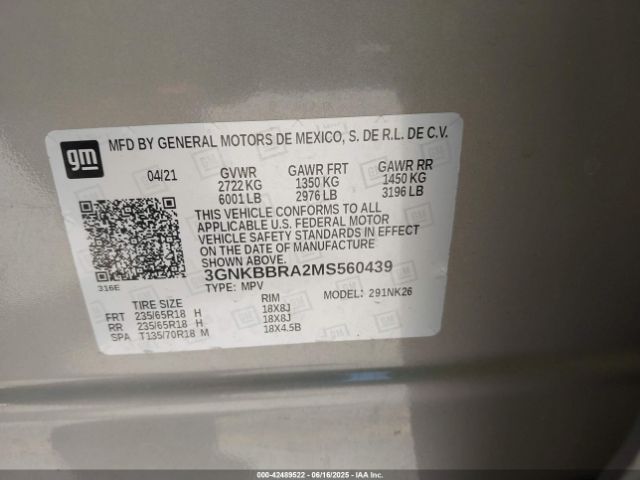 gm
MFD BY GENERAL MOTORS DE MEXICO, S. DE R.L. DE C.V.
04/21 GVWR GAWR FRT GAWR RR
2722 KG 1350 KG 1450 KG
6001 LB 2976 LB 3196 LB
THIS VEHICLE CONFORMS TO ALL
APPLICABLE U.S. FEDERAL MOTOR
VEHICLE SAFETY STANDARDS IN EFFECT
ON THE DATE OF MANUFACTURE
SHOWN ABOVE.
316E 3GNKBBRA2MS560439
TYPE: MPV MODEL: 291NK26
TIRE SIZE RIM
FRT 235/65R18 H 18X8J
RR 235/65R18 H 18X8J
SPA T135/70R18 M 18X4.5B
000-42489522 - 06/16/2025 - IAAI.COM